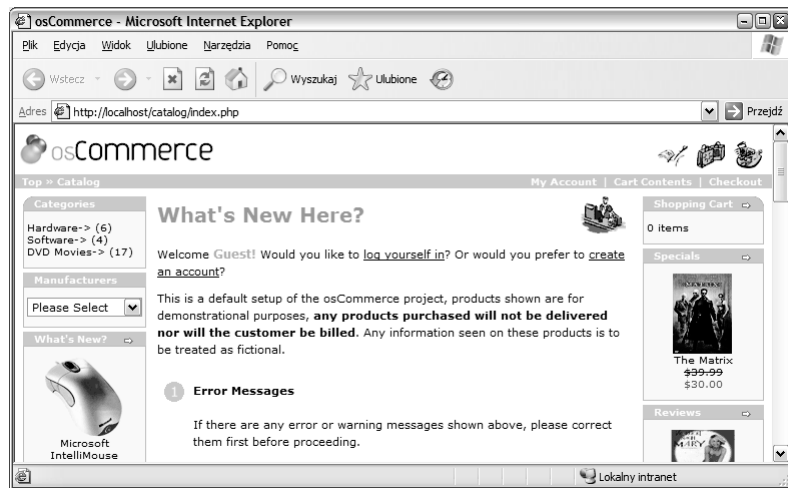 osCommerce - Microsoft Internet Explorer
Plik Edycja Widok Ulubione Narzędzia Pomoc
Wstecz Wyszukaj Ulubione
Adres http://localhost/catalog/index.php Przejdź
osCommerce
Top » Catalog My Account | Cart Contents | Checkout
Categories
Hardware-> (6)
Software-> (4)
DVD Movies-> (17)
Manufacturers
Please Select
What's New?
Microsoft
IntelliMouse
What's New Here?
Welcome Guest! Would you like to log yourself in? Or would you prefer to create
an account?
This is a default setup of the osCommerce project, products shown are for
demonstrational purposes, any products purchased will not be delivered
nor will the customer be billed. Any information seen on these products is to
be treated as fictional.
1 Error Messages
If there are any error or warning messages shown above, please correct
them first before proceeding.
Shopping Cart
0 items
Specials
MATRIX
The Matrix
$39.99
$30.00
Reviews
MARY
Lokalny intranet